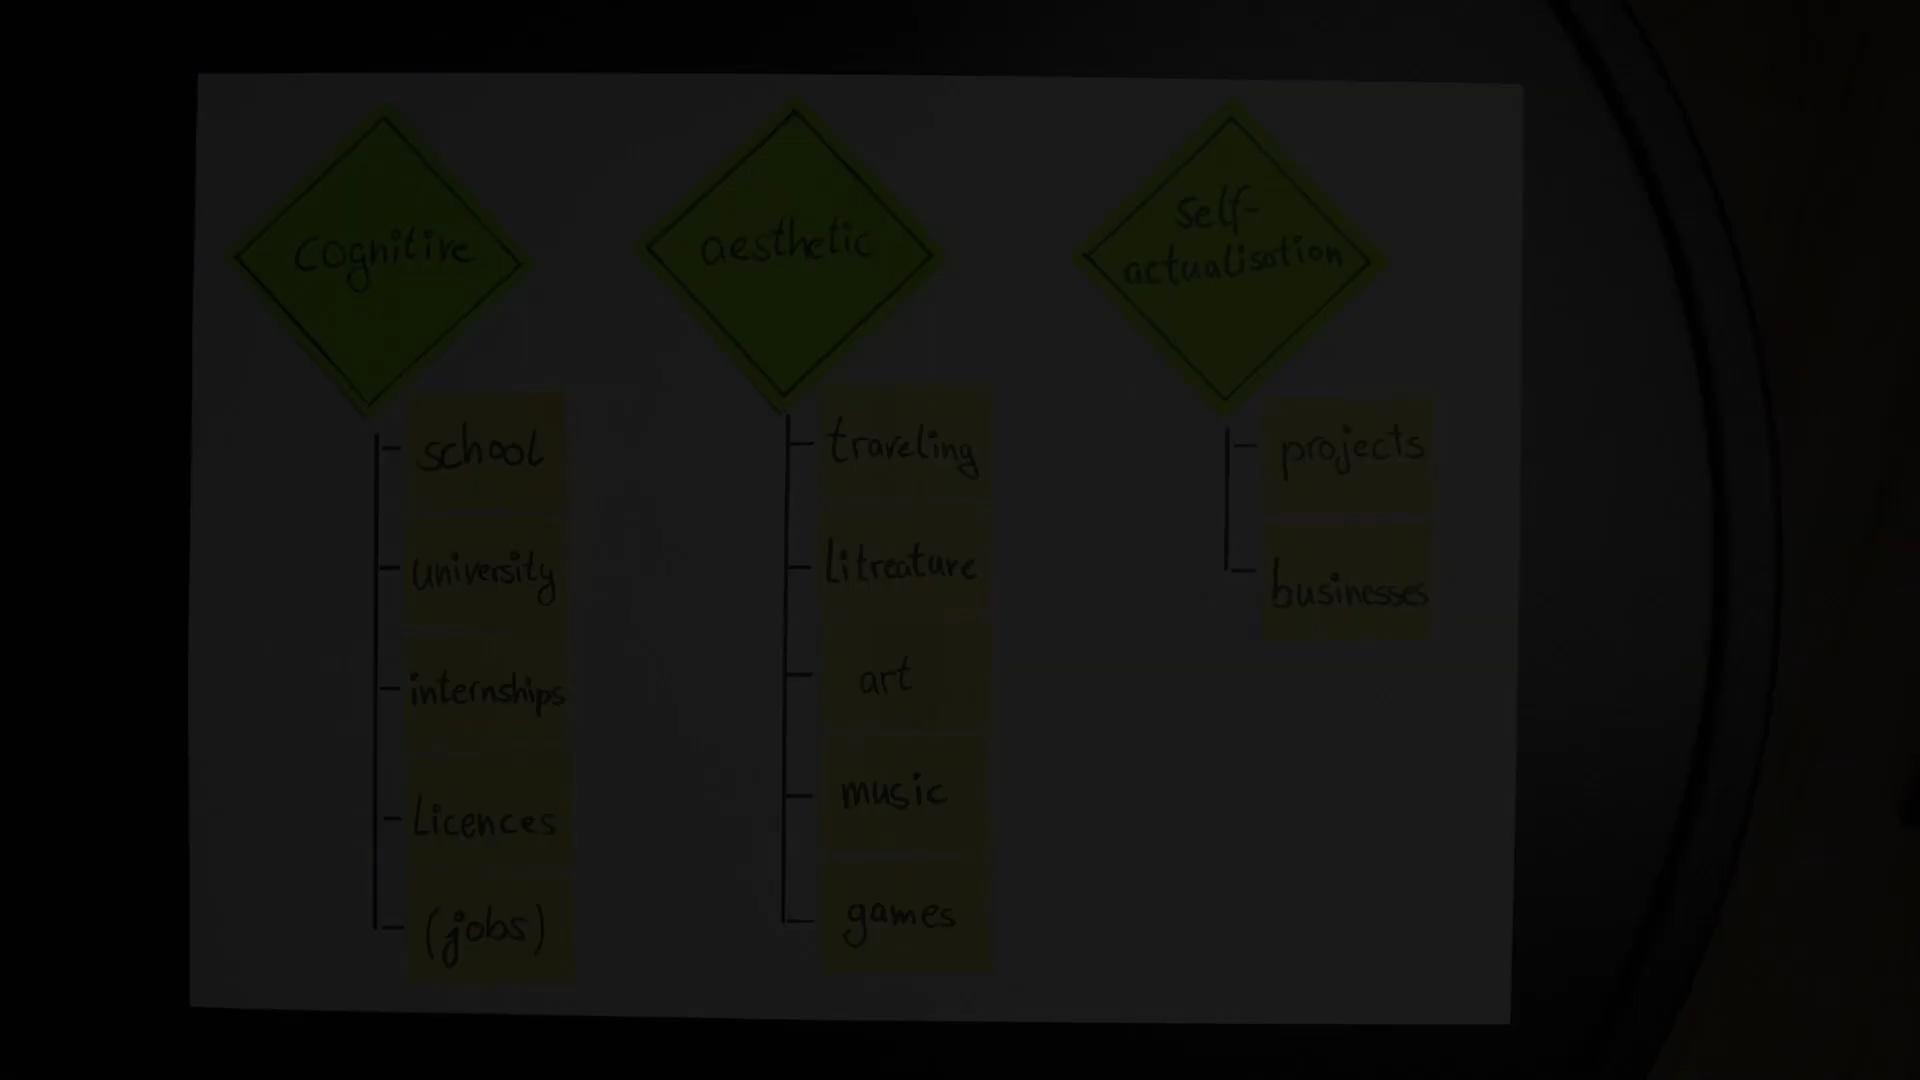 cognitive
school
university
internships
Licences
(jobs)
aesthetic
traveling
Litreature
art
music
games
self-
actualisation
projects
businesses